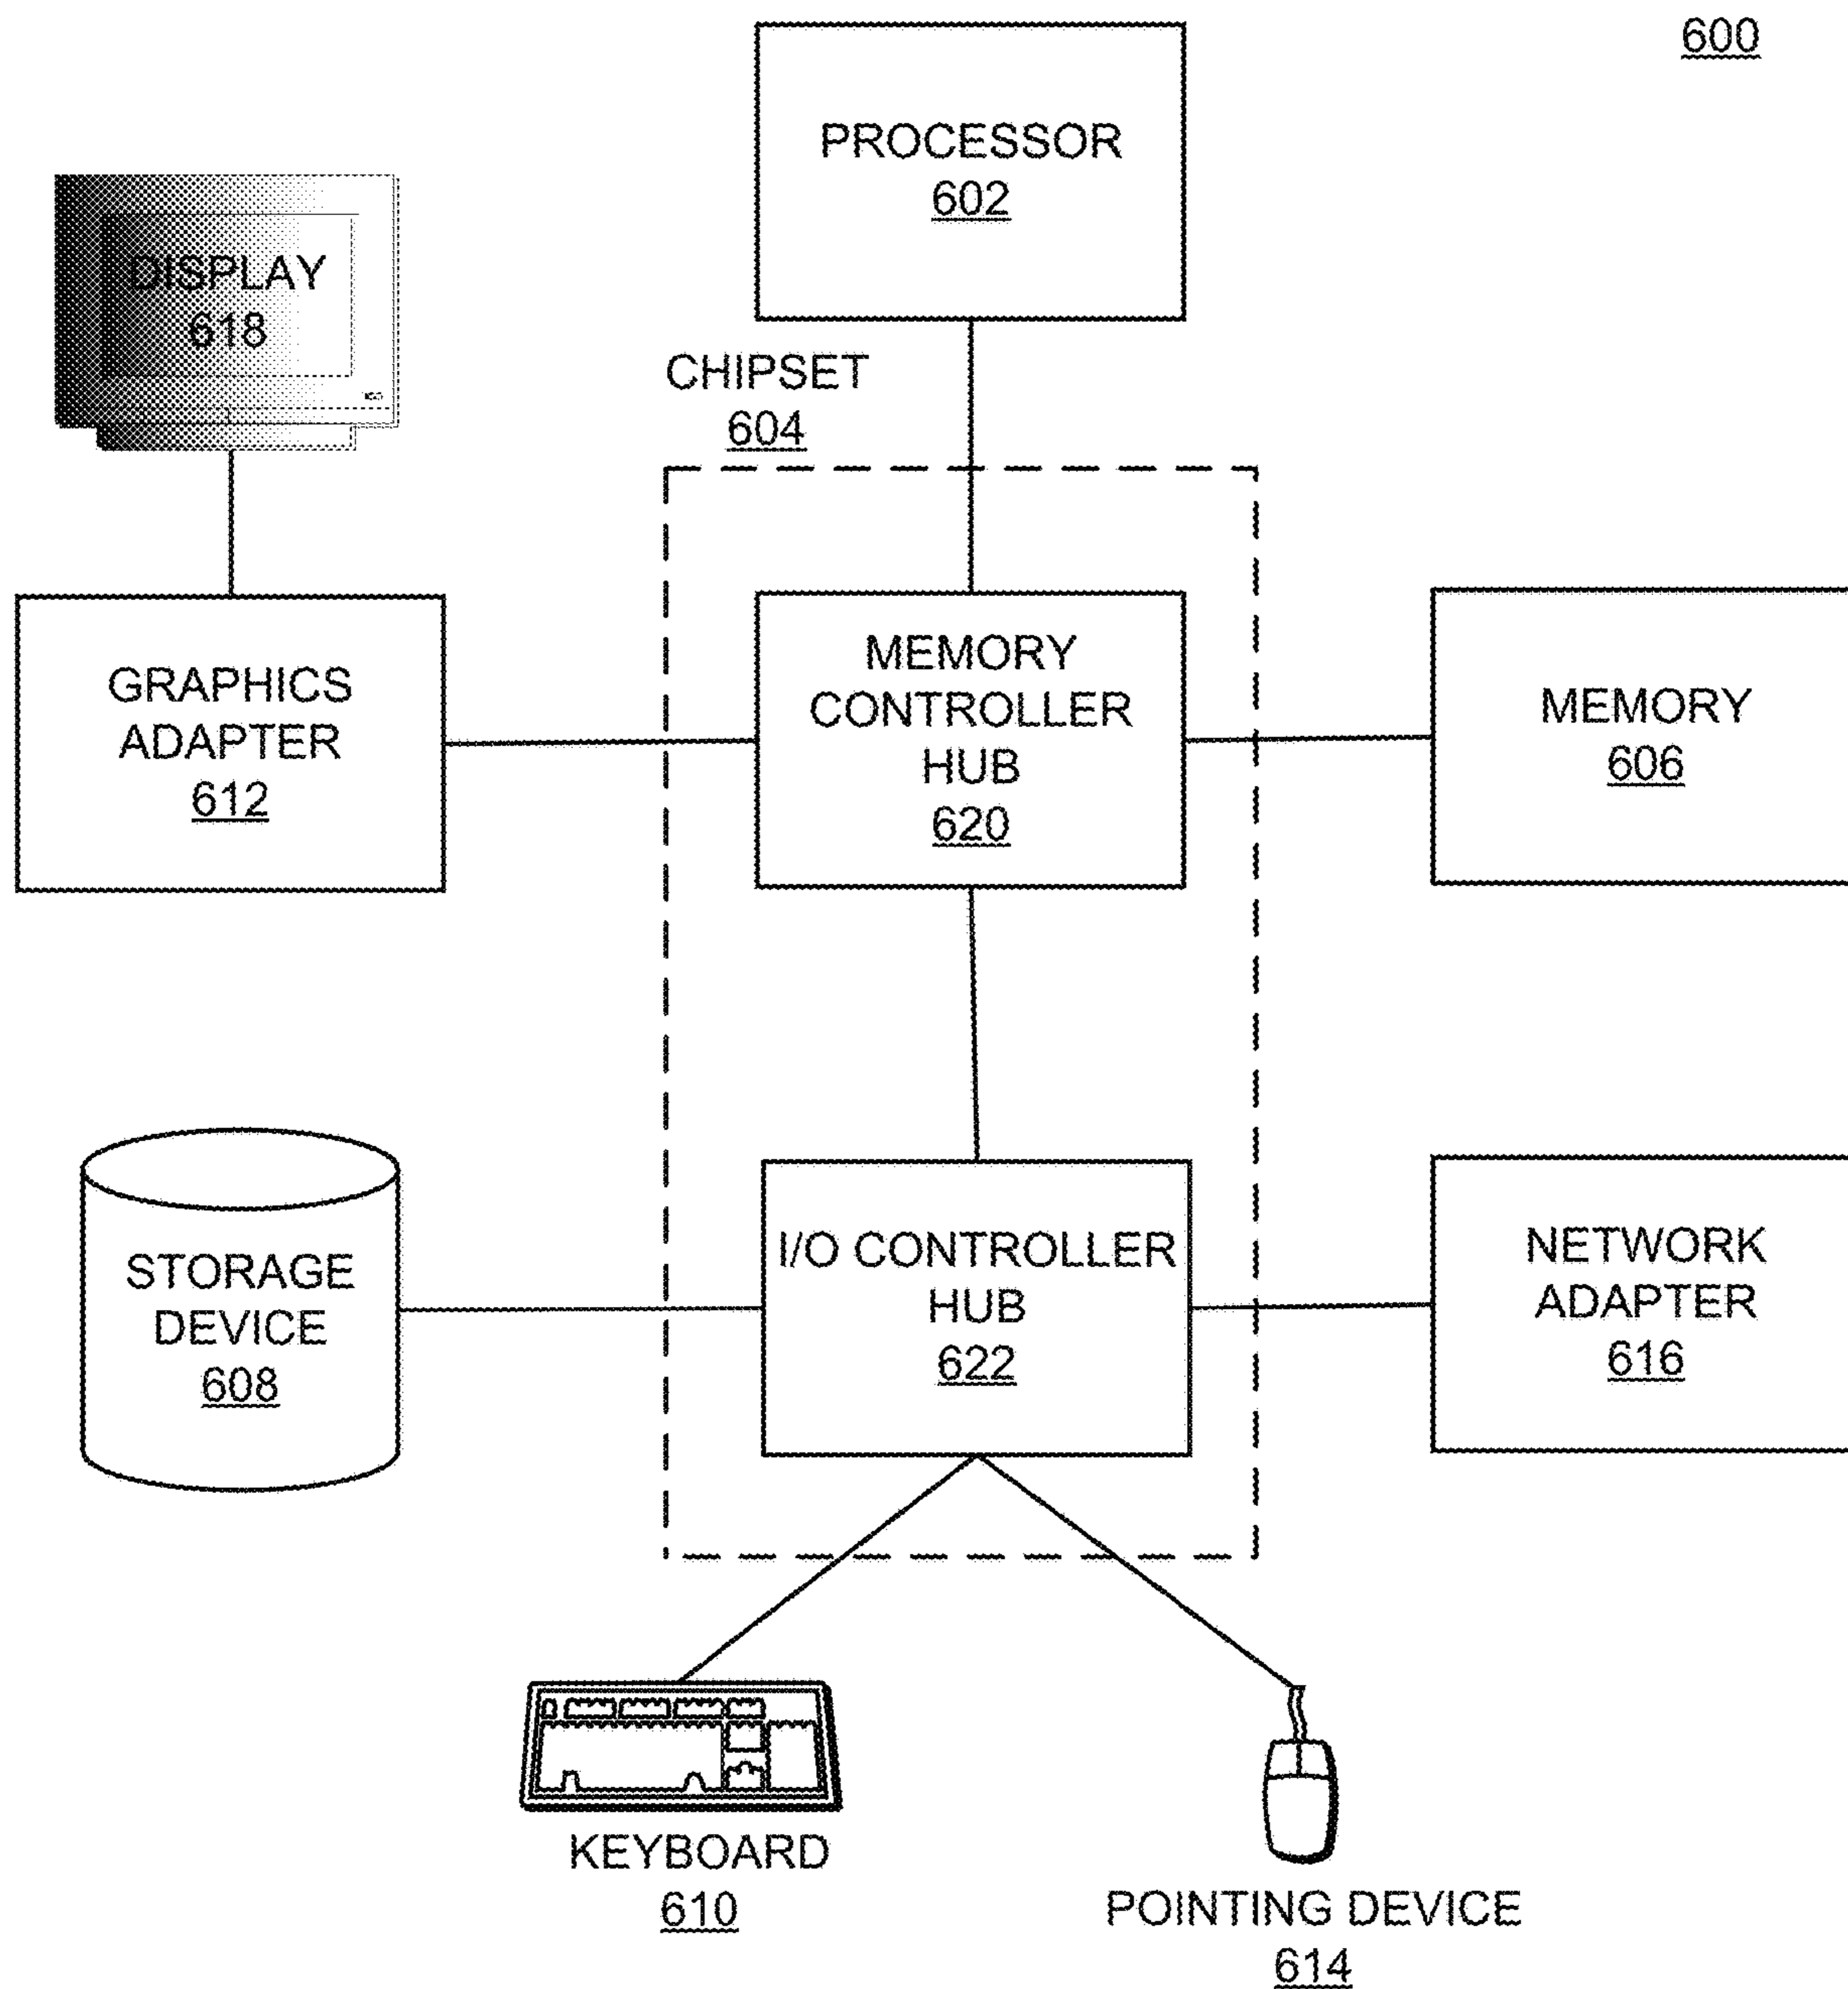 600
PROCESSOR
602
DISPLAY
618
CHIPSET
604
GRAPHICS
ADAPTER
612
MEMORY
CONTROLLER
HUB
620
MEMORY
606
STORAGE
DEVICE
608
I/O CONTROLLER
HUB
622
NETWORK
ADAPTER
616
KEYBOARD
610
POINTING DEVICE
614